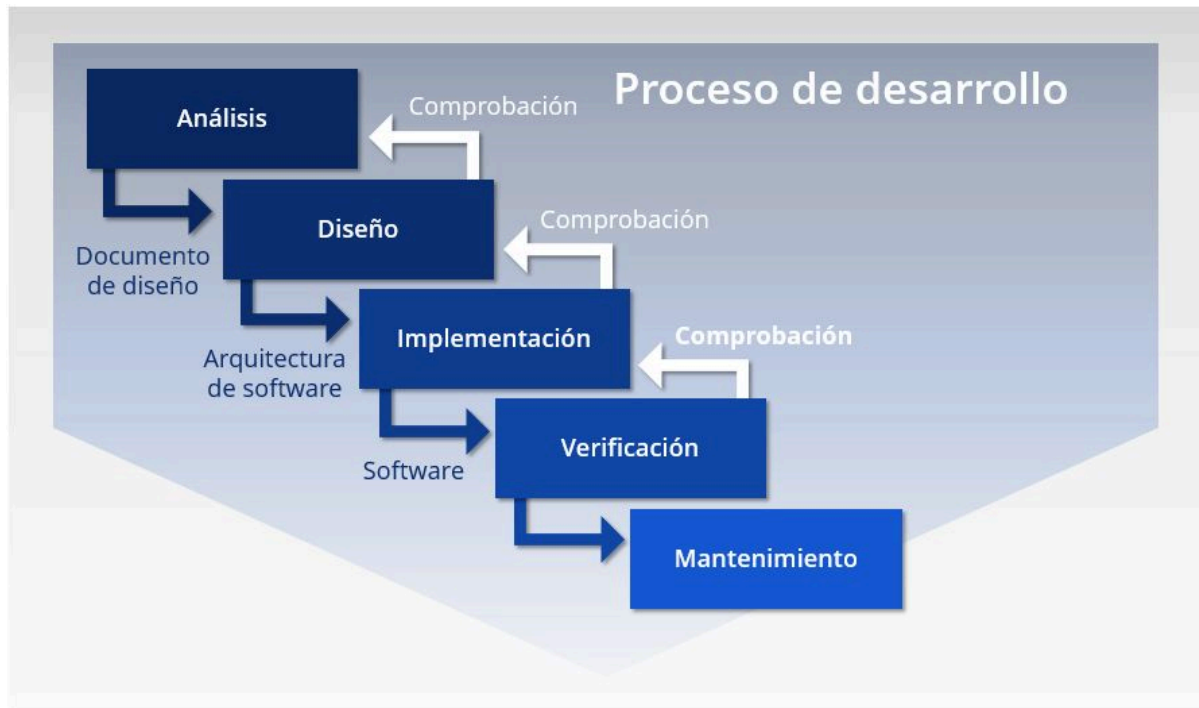 Proceso de desarrollo
Análisis
Comprobación
Diseño
Comprobación
Documento
de diseño
Implementación
Comprobación
Arquitectura
de software
Verificación
Software
Mantenimiento